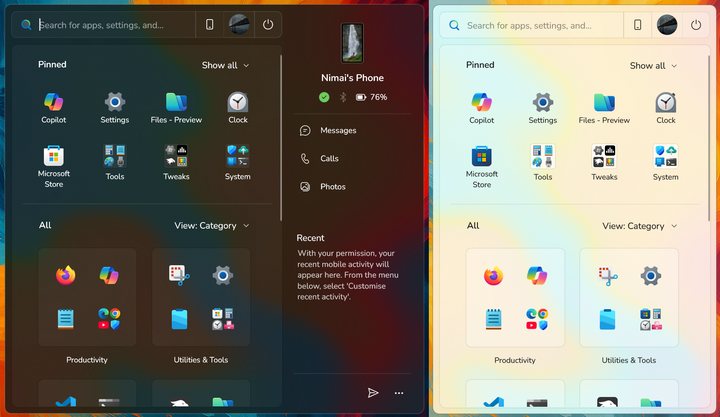 Search for apps, settings, and...
Pinned
Show all
Copilot
Settings
Files - Preview
Clock
Microsoft
Store
Tools
Tweaks
System
All
View: Category
Productivity
Utilities & Tools
Nimai's Phone
76%
Messages
Calls
Photos
Recent
With your permission, your
recent mobile activity will
appear here. From the menu
below, select 'Customise
recent activity'.
Search for apps, settings, and...
Pinned
Show all
Copilot
Settings
Files - Preview
Clock
Microsoft
Store
Tools
Tweaks
System
All
View: Category
Productivity
Utilities & Tools